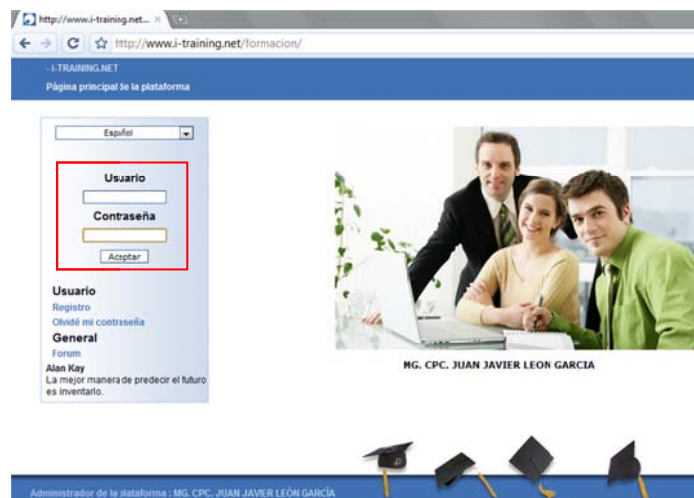 http://www.i-training.net...
http://www.i-training.net/formacion/
- I-TRAINING.NET
Página principal de la plataforma
Español
Usuario
Contraseña
Aceptar
Usuario
Registro
Olvidé mi contraseña
General
Forum
Alan Kay
La mejor manera de predecir el futuro
es inventarlo.
MG. CPC. JUAN JAVIER LEON GARCIA
Administrador de la plataforma : MG. CPC. JUAN JAVIER LEÓN GARCÍA